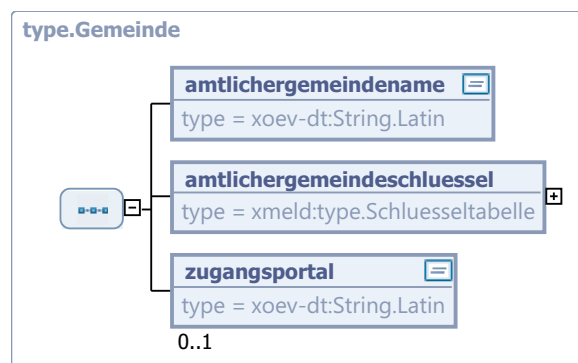 type.Gemeinde
amtlichergemeindename
type = xoev-dt:String.Latin
amtlichergemeindeschluessel
type = xmeld:type.Schluesseltabelle
zugangsportal
type = xoev-dt:String.Latin
0..1